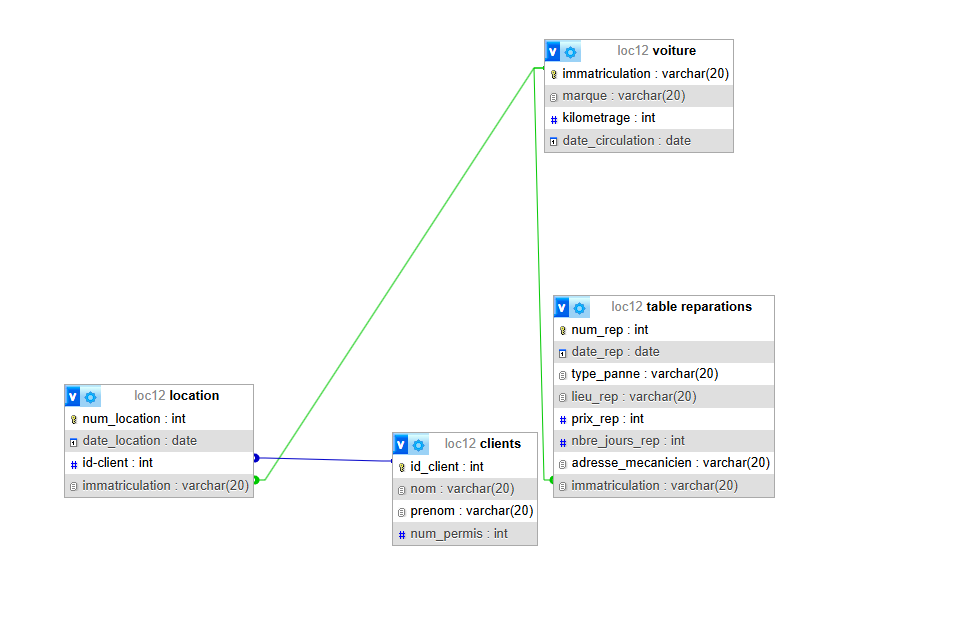 v loc12 voiture
immatriculation : varchar(20)
marque : varchar(20)
# kilometrage : int
date_circulation : date
v loc12 table reparations
num_rep : int
date_rep : date
type_panne : varchar(20)
lieu_rep : varchar(20)
# prix_rep : int
# nbre_jours_rep : int
adresse_mecanicien : varchar(20)
immatriculation : varchar(20)
v loc12 location
num_location : int
date_location : date
# id-client : int
immatriculation : varchar(20)
v loc12 clients
id_client : int
nom : varchar(20)
prenom : varchar(20)
# num_permis : int